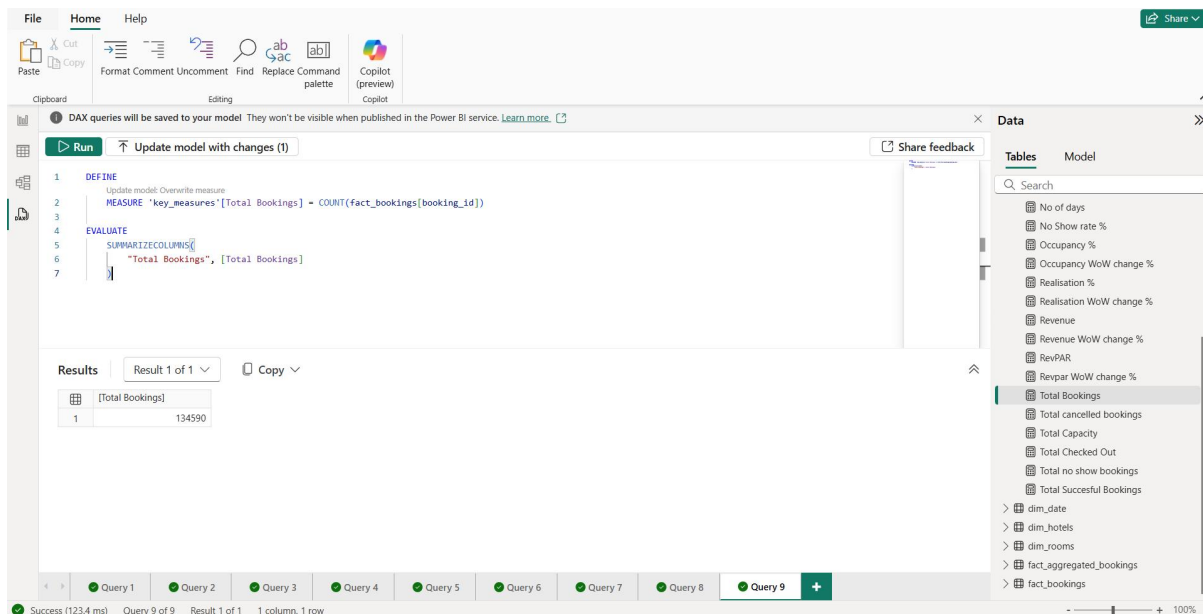 File Home Help
Share
Paste
Cut
Copy
Format Comment Uncomment Find Replace Command palette
Copilot (preview)
Clipboard Editing Copilot
DAX queries will be saved to your model They won't be visible when published in the Power BI service. Learn more
Run Update model with changes (1) Share feedback
1 DEFINE
Update model: Overwrite measure
2 MEASURE 'key_measures'[Total Bookings] = COUNT(fact_bookings[booking_id])
3
4 EVALUATE
5 SUMMARIZECOLUMNS(
6 "Total Bookings", [Total Bookings]
7 )
Results Result 1 of 1 Copy
[Total Bookings]
1 134590
Query 1 Query 2 Query 3 Query 4 Query 5 Query 6 Query 7 Query 8 Query 9
Success (123.4 ms) Query 9 of 9 Result 1 of 1 1 column, 1 row
Data
Tables Model
Search
No of days
No Show rate %
Occupancy %
Occupancy WoW change %
Realisation %
Realisation WoW change %
Revenue
Revenue WoW change %
RevPAR
Revpar WoW change %
Total Bookings
Total cancelled bookings
Total Capacity
Total Checked Out
Total no show bookings
Total Succesful Bookings
dim_date
dim_hotels
dim_rooms
fact_aggregated_bookings
fact_bookings
100%